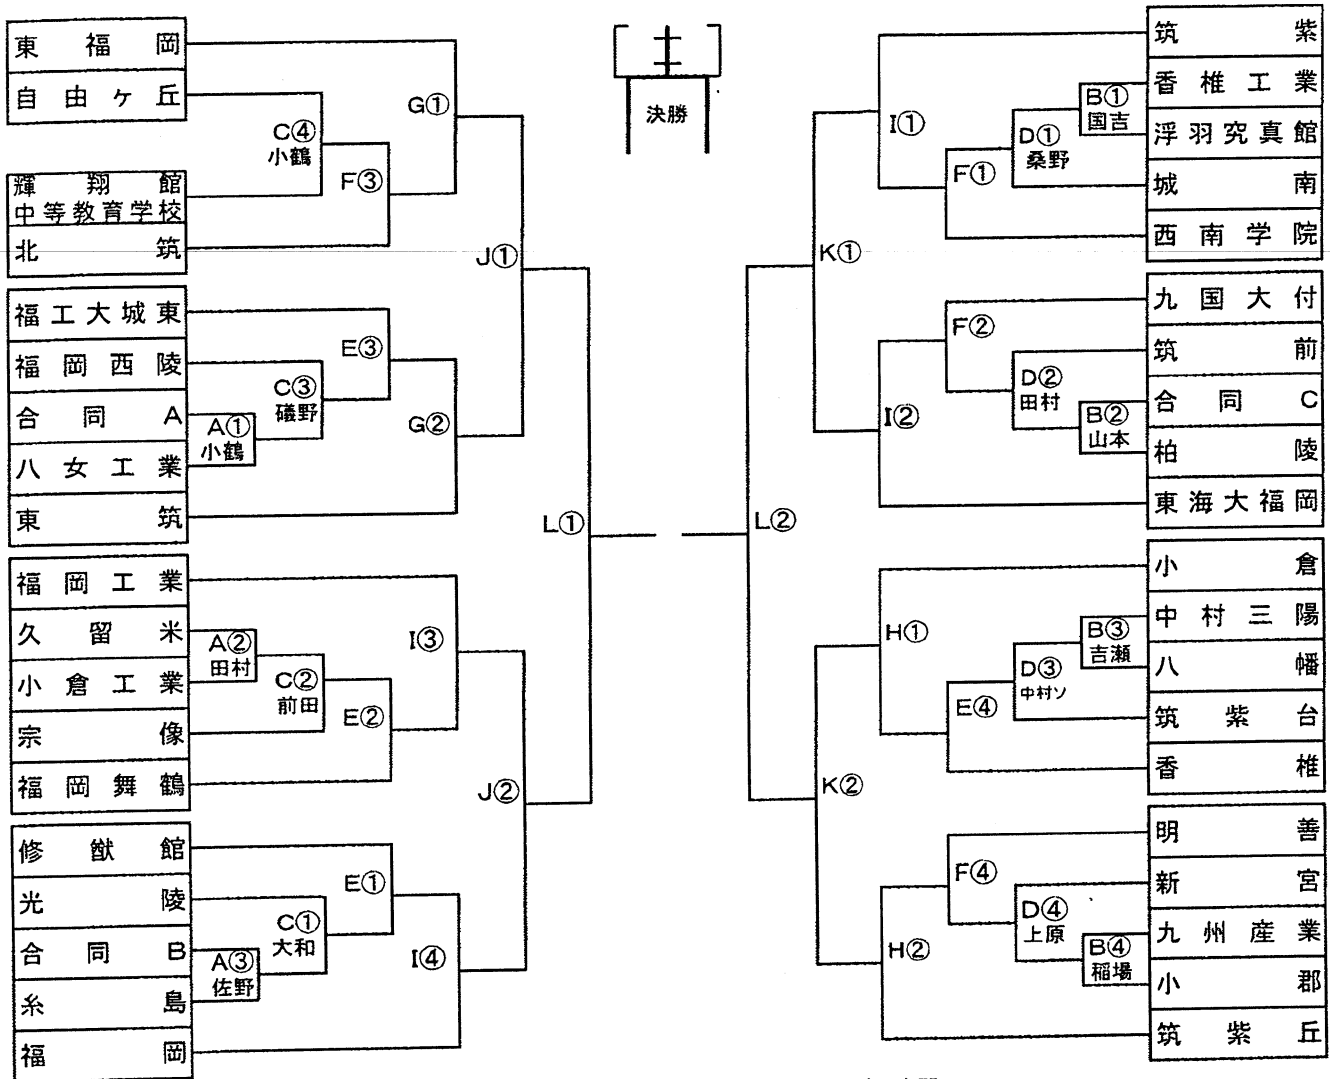 東福岡
自由ヶ丘
輝翔館
中等教育学校
北筑
福工大城東
福岡西陵
合同A
八女工業
東筑
福岡工業
久留米
小倉工業
宗像
福岡舞鶴
修猷館
光陵
合同B
糸島
福岡
C④
小鶴
F③
G①
J①
E③
C③
礒野
A①
小鶴
G②
L①
A②
田村
C②
前田
E②
I③
J②
E①
C①
大和
A③
佐野
I④
決勝
筑紫
香椎工業
浮羽究真館
城南
西南学院
九国大付
筑前
合同C
柏陵
東海大福岡
小倉
中村三陽
八幡
筑紫台
香椎
明善
新宮
九州産業
小郡
筑紫丘
B①
国吉
D①
桑野
F①
I①
K①
F②
D②
田村
B②
山本
I②
L②
H①
B③
吉瀬
D③
中村ソ
E④
K②
F④
D④
上原
B④
稲場
H②